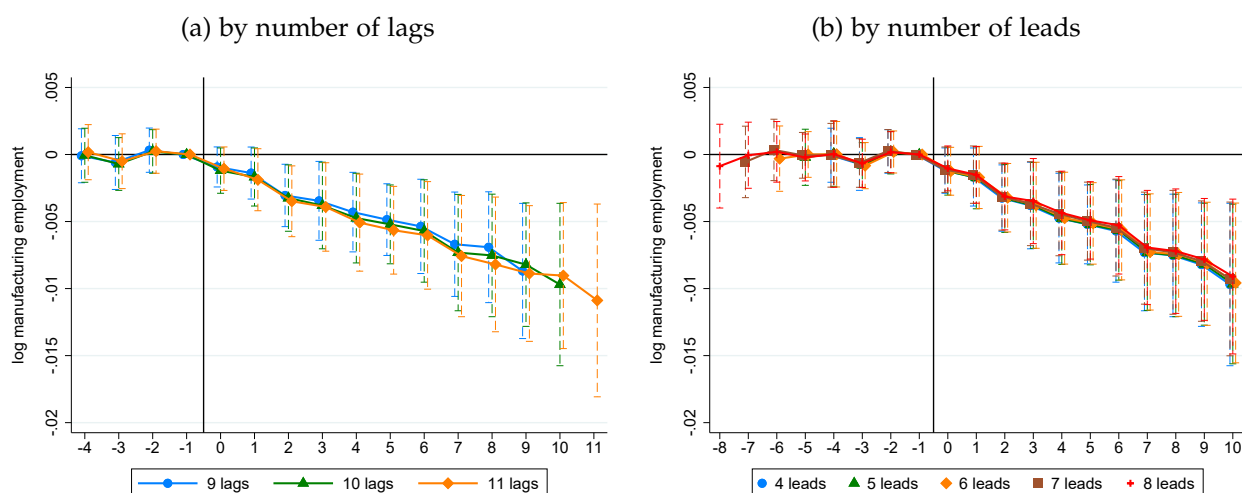 (a) by number of lags
.005
0
-.005
-.01
-.015
-.02
log manufacturing employment
-4 -3 -2 -1 0 1 2 3 4 5 6 7 8 9 10 11
9 lags 10 lags 11 lags
(b) by number of leads
.005
0
-.005
-.01
-.015
-.02
log manufacturing employment
-8 -7 -6 -5 -4 -3 -2 -1 0 1 2 3 4 5 6 7 8 9 10
4 leads 5 leads 6 leads 7 leads 8 leads